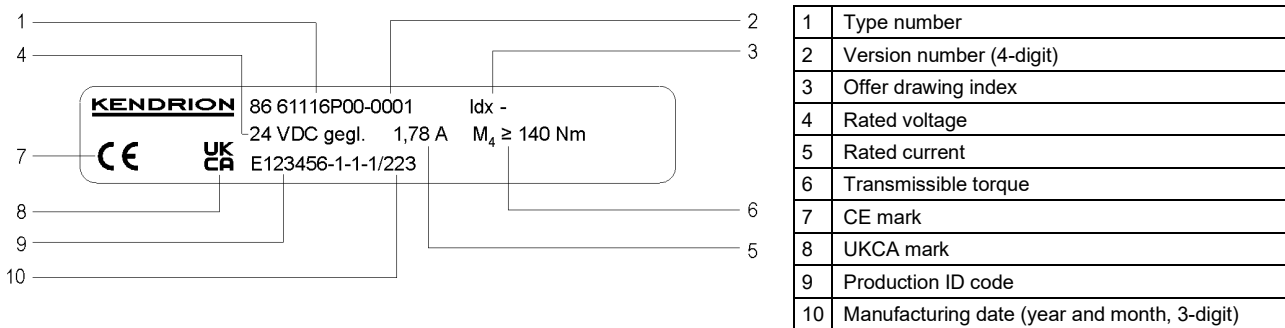 1
2
4
3
KENDRION 86 61116P00-0001 Idx -
24 VDC gegl. 1,78 A M₄ ≥ 140 Nm
7
CE UK CA E123456-1-1-1/223
8
6
9
5
10
1 Type number
2 Version number (4-digit)
3 Offer drawing index
4 Rated voltage
5 Rated current
6 Transmissible torque
7 CE mark
8 UKCA mark
9 Production ID code
10 Manufacturing date (year and month, 3-digit)